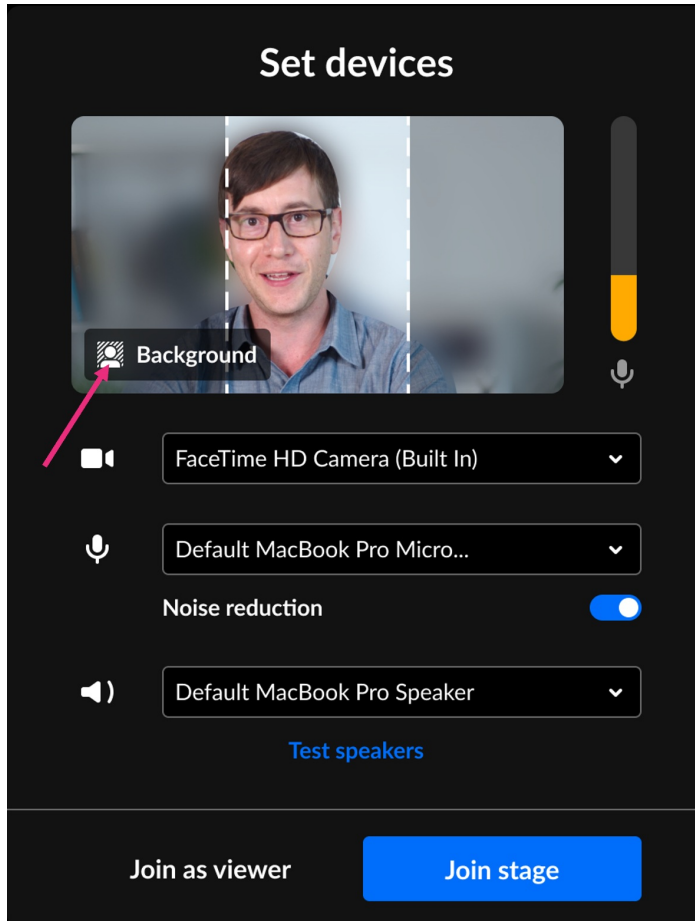 Set devices
Background
FaceTime HD Camera (Built In)
Default MacBook Pro Micro...
Noise reduction
Default MacBook Pro Speaker
Test speakers
Join as viewer
Join stage